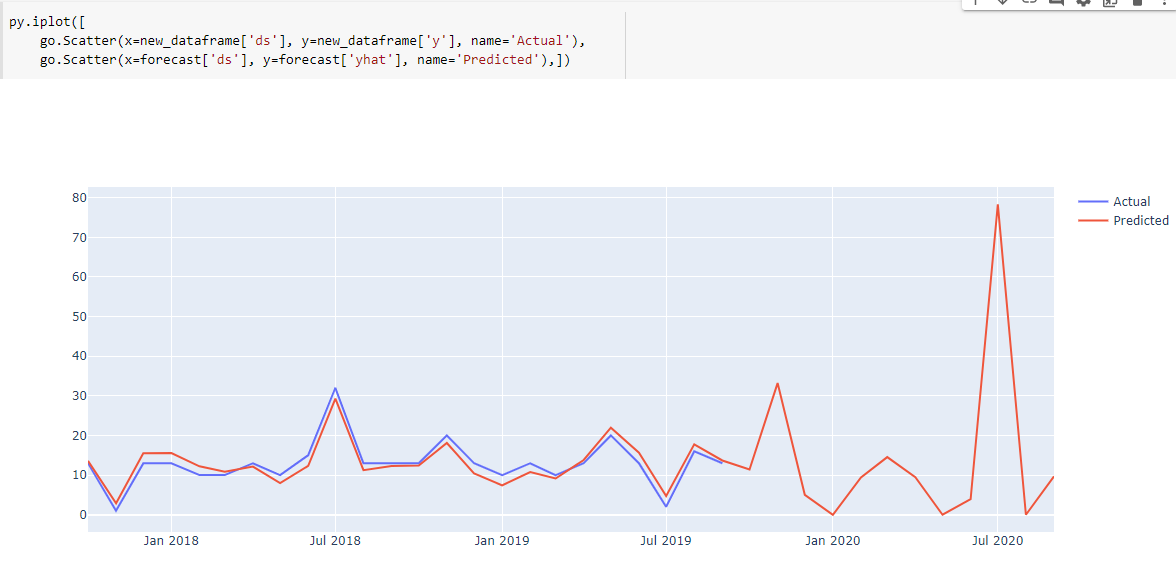 py.iplot([
    go.Scatter(x=new_dataframe['ds'], y=new_dataframe['y'], name='Actual'),
    go.Scatter(x=forecast['ds'], y=forecast['yhat'], name='Predicted'),])
80
70
60
50
40
30
20
10
0
Jan 2018 Jul 2018 Jan 2019 Jul 2019 Jan 2020 Jul 2020
Actual
Predicted